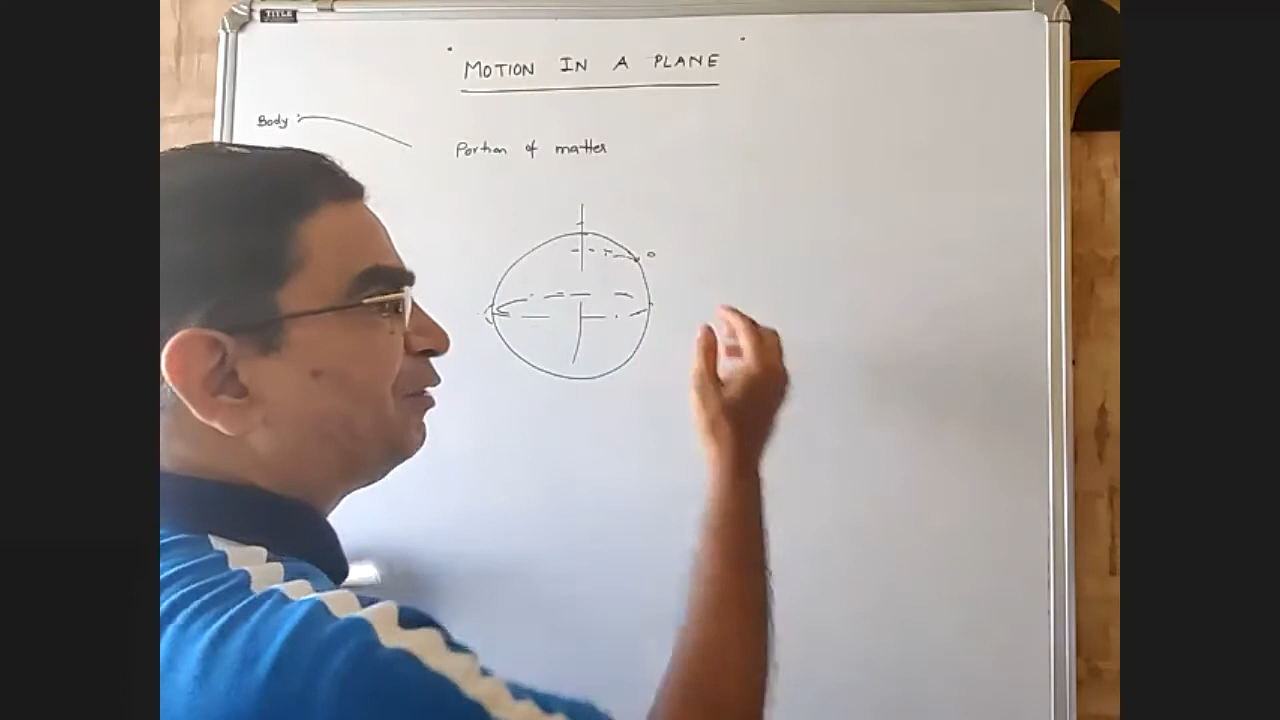 TITLE
" MOTION IN A PLANE "
Body :
Portion of matter